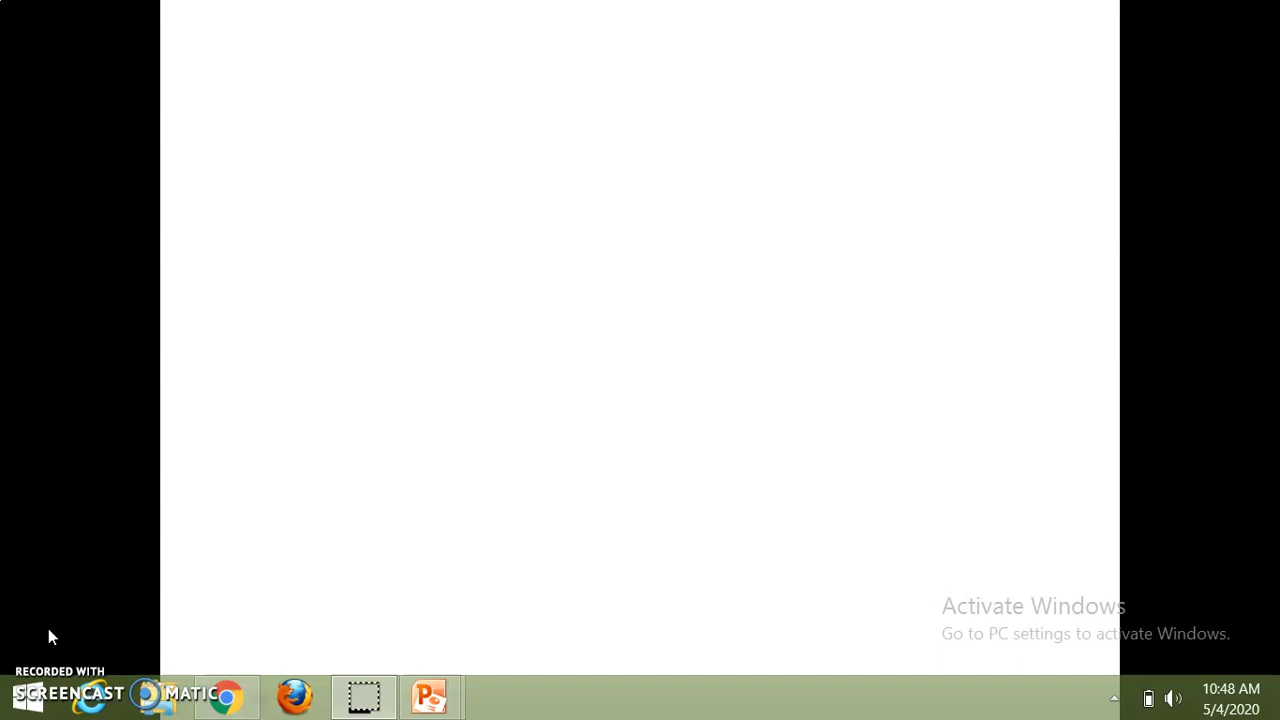 Activate Windows
Go to PC settings to activate Windows.
RECORDED WITH
SCREENCAST MATIC
10:48 AM
5/4/2020